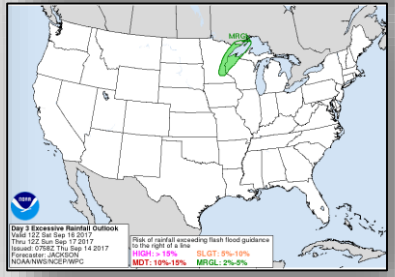 MRGL
NOAA
Day 3 Excessive Rainfall Outlook
Valid 12Z Sat Sep 16 2017
Thru 12Z Sun Sep 17 2017
Issued: 0758Z Thu Sep 14 2017
Forecaster: JACKSON
NOAA/NWS/NCEP/WPC
Risk of rainfall exceeding flash flood guidance
to the right of a line
HIGH: > 15% SLGT: 5%-10%
MDT: 10%-15% MRGL: 2%-5%